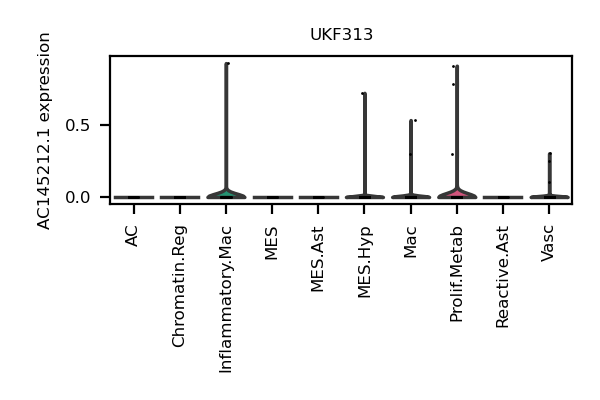 UKF313
AC145212.1 expression
0.5
0.0
AC
Chromatin.Reg
Inflammatory.Mac
MES
MES.Ast
MES.Hyp
Mac
Prolif.Metab
Reactive.Ast
Vasc